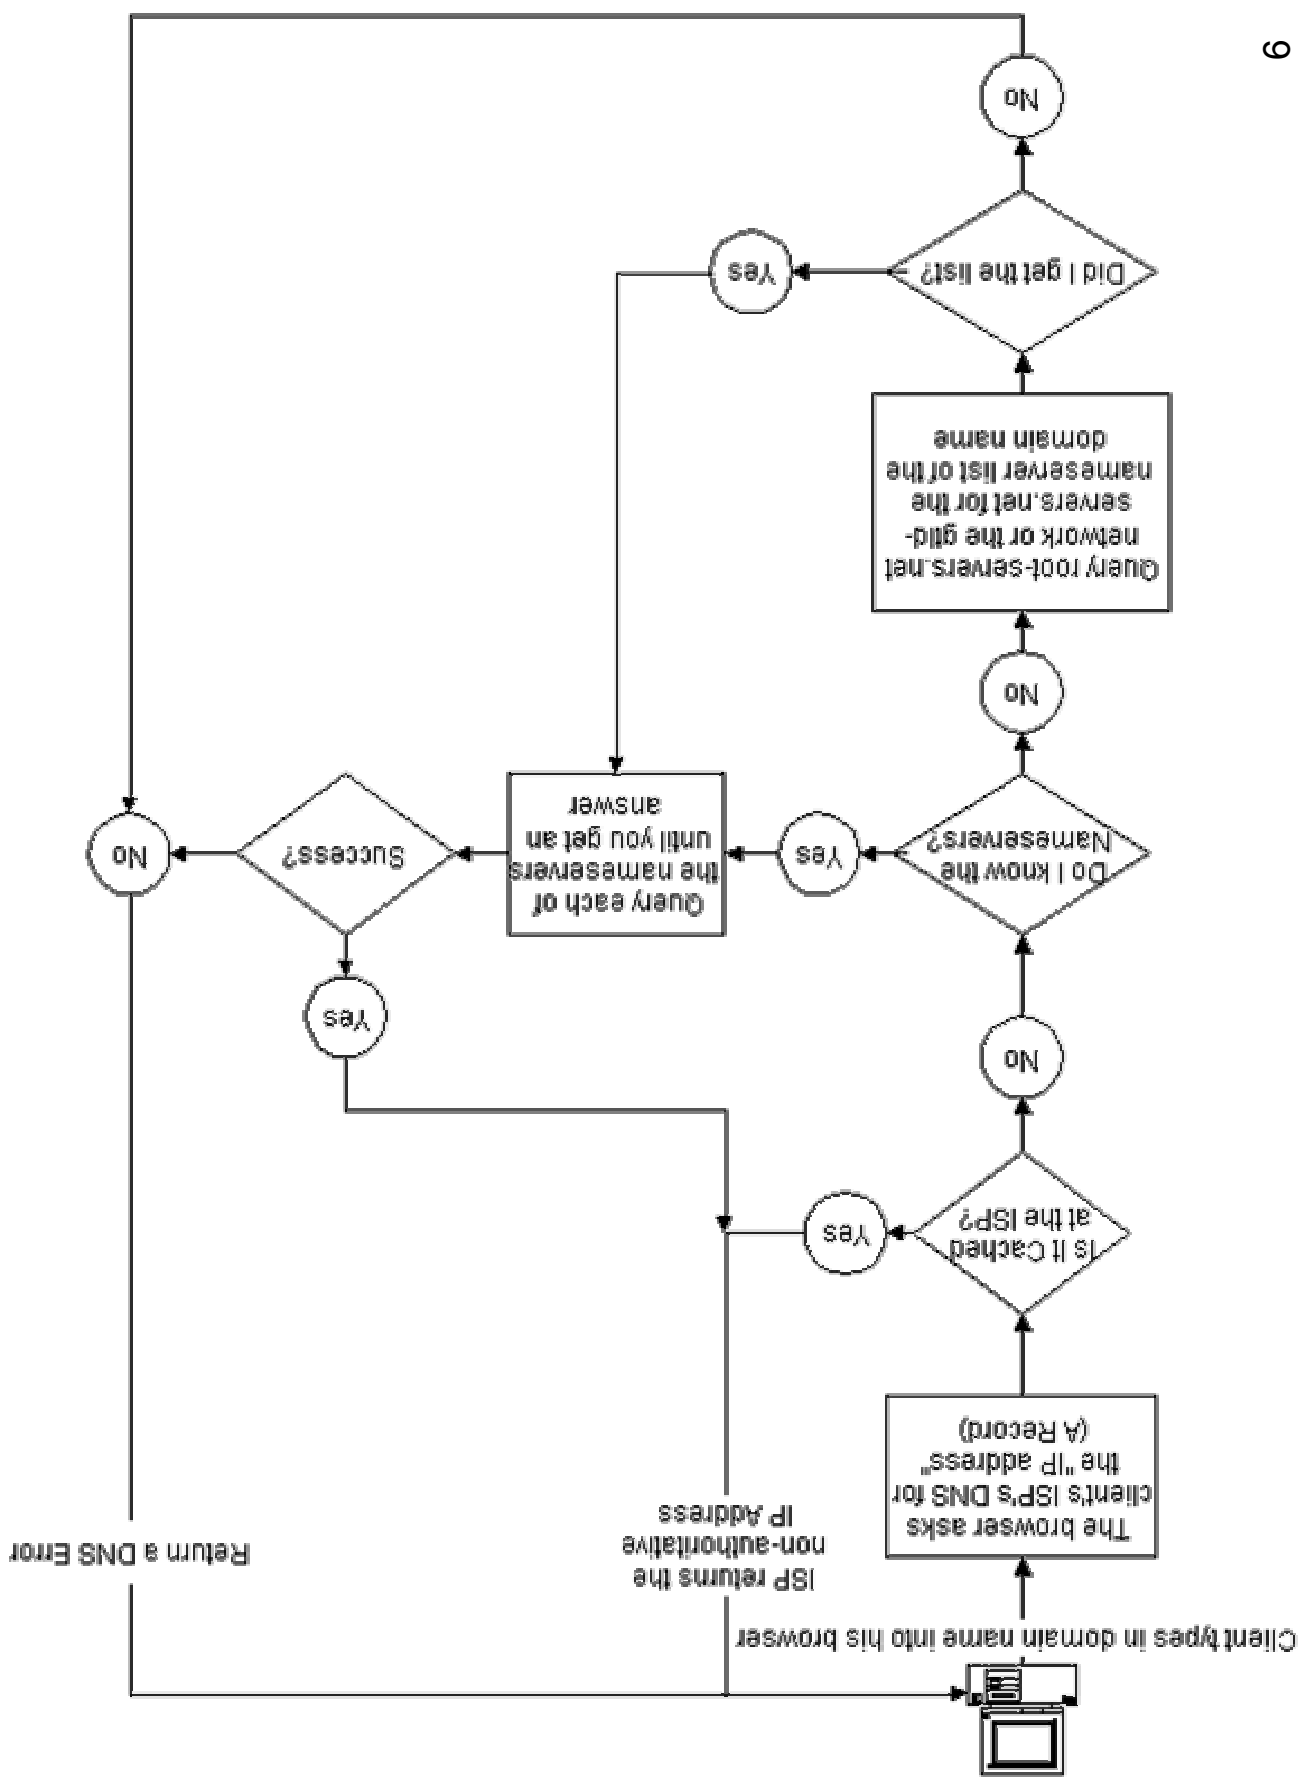 Client types in domain name into his browser
The browser asks
client's ISP's DNS for
the "IP address"
(A Record)
Is It Cached
at the ISP?
Yes
No
ISP returns the
non-authoritative
IP Address
Return a DNS Error
Do I know the
Nameservers?
Yes
No
Query each of
the nameservers
until you get an
answer
Success?
Yes
No
Query root-servers.net
network or the gtld-
servers.net for the
nameserver list of the
domain name
Did I get the list?
Yes
No
9